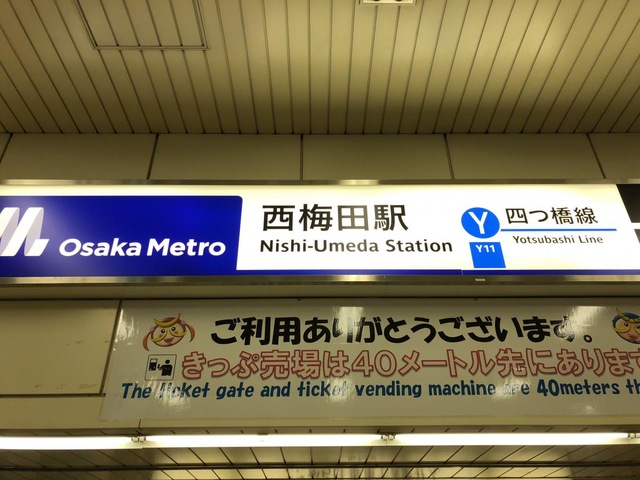 Osaka Metro
西梅田駅
Nishi-Umeda Station
Y
Y11
四つ橋線
Yotsubashi Line
ご利用ありがとうございます。
きっぷ売場は40メートル先にあります
The ticket gate and ticket vending machine are 40meters